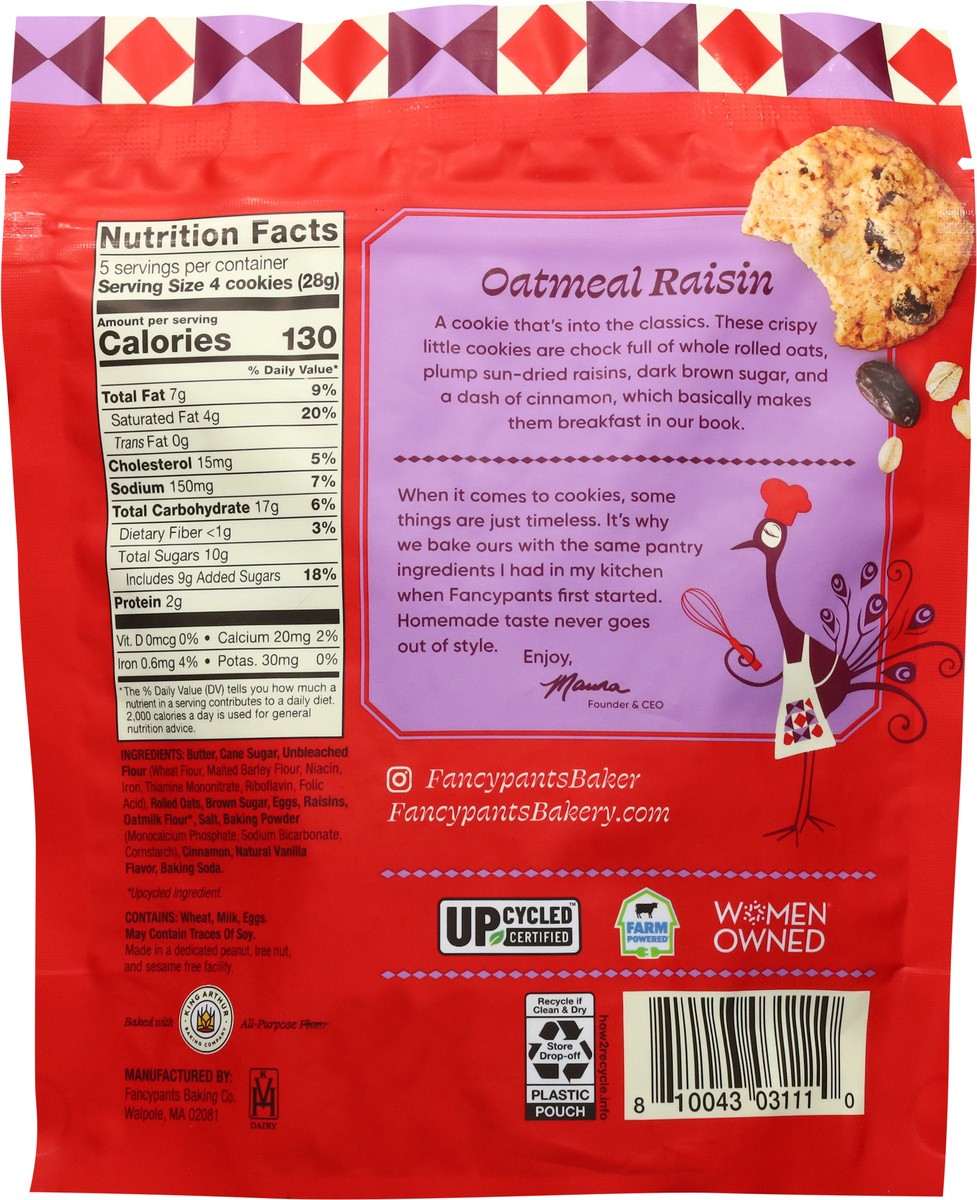 Nutrition Facts
5 servings per container
Serving Size 4 cookies (28g)
Amount per serving
Calories 130
% Daily Value*
Total Fat 7g 9%
Saturated Fat 4g 20%
Trans Fat 0g
Cholesterol 15mg 5%
Sodium 150mg 7%
Total Carbohydrate 17g 6%
Dietary Fiber <1g 3%
Total Sugars 10g
Includes 9g Added Sugars 18%
Protein 2g
Vit. D 0mcg 0% • Calcium 20mg 2%
Iron 0.6mg 4% • Potas. 30mg 0%
*The % Daily Value (DV) tells you how much a
nutrient in a serving contributes to a daily diet.
2,000 calories a day is used for general
nutrition advice.
INGREDIENTS: Butter, Cane Sugar, Unbleached
Flour (Wheat Flour, Malted Barley Flour, Niacin,
Iron, Thiamine Mononitrate, Riboflavin, Folic
Acid), Rolled Oats, Brown Sugar, Eggs, Raisins,
Oatmilk Flour*, Salt, Baking Powder
(Monocalcium Phosphate, Sodium Bicarbonate,
Cornstarch), Cinnamon, Natural Vanilla
Flavor, Baking Soda.
*Upcycled Ingredient.
CONTAINS: Wheat, Milk, Eggs.
May Contain Traces Of Soy.
Made in a dedicated peanut, tree nut,
and sesame free facility.
Baked with
KING ARTHUR
BAKING COMPANY
All-Purpose Flour
MANUFACTURED BY:
Fancypants Baking Co.
Walpole, MA 02081
K
VH
DAIRY
Oatmeal Raisin
A cookie that's into the classics. These crispy
little cookies are chock full of whole rolled oats,
plump sun-dried raisins, dark brown sugar, and
a dash of cinnamon, which basically makes
them breakfast in our book.
When it comes to cookies, some
things are just timeless. It's why
we bake ours with the same pantry
ingredients I had in my kitchen
when Fancypants first started.
Homemade taste never goes
out of style.
Enjoy,
Maura
Founder & CEO
FancypantsBaker
FancypantsBakery.com
UPCYCLED™
CERTIFIED
FARM
POWERED
WOMEN
OWNED
Recycle if
Clean & Dry
Store
Drop-off
PLASTIC
POUCH
how2recycle.info
8 10043 03111 0